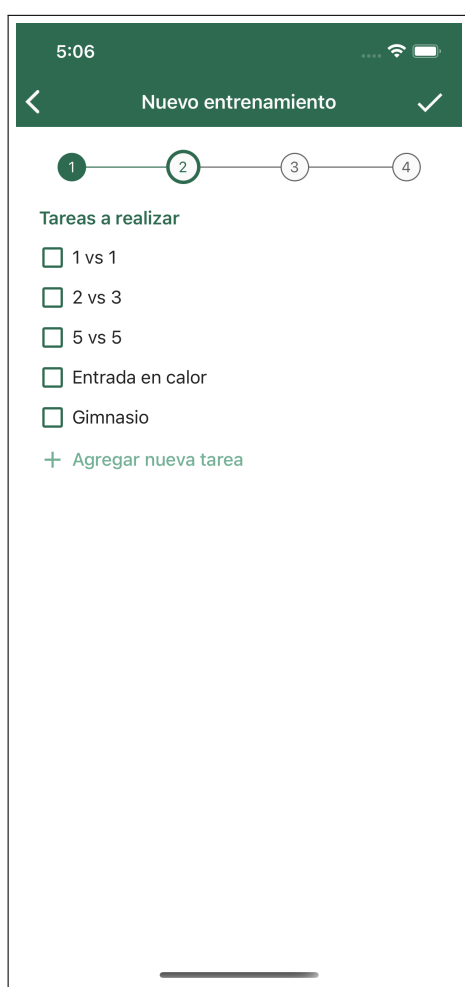 5:06
Nuevo entrenamiento
1 2 3 4
Tareas a realizar
1 vs 1
2 vs 3
5 vs 5
Entrada en calor
Gimnasio
+ Agregar nueva tarea